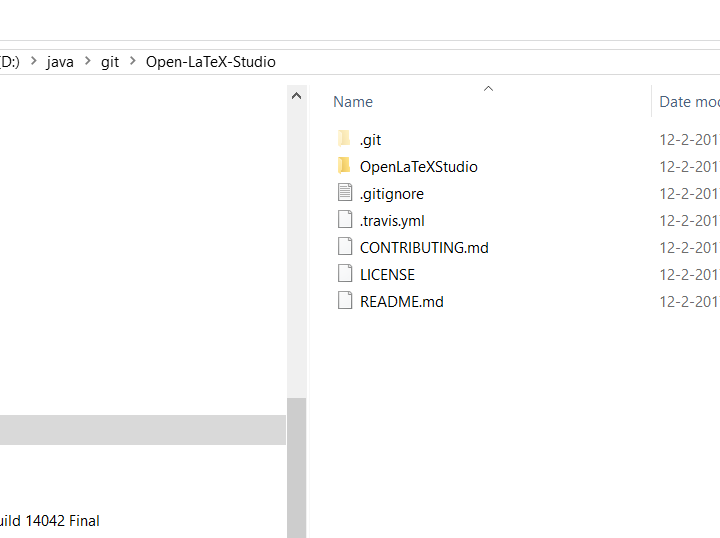 D:) > java > git > Open-LaTeX-Studio
Name Date mod
.git 12-2-201
OpenLaTeXStudio 12-2-201
.gitignore 12-2-201
.travis.yml 12-2-201
CONTRIBUTING.md 12-2-201
LICENSE 12-2-201
README.md 12-2-201
uild 14042 Final